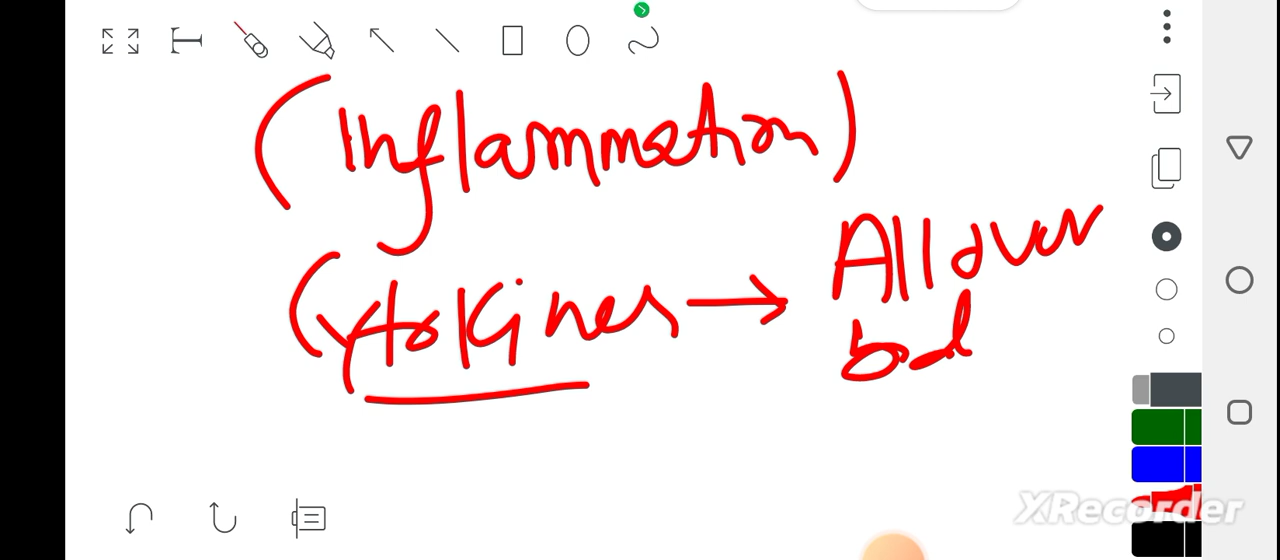 (Inflammation)
Cytokines → All over
bod
XRecorder